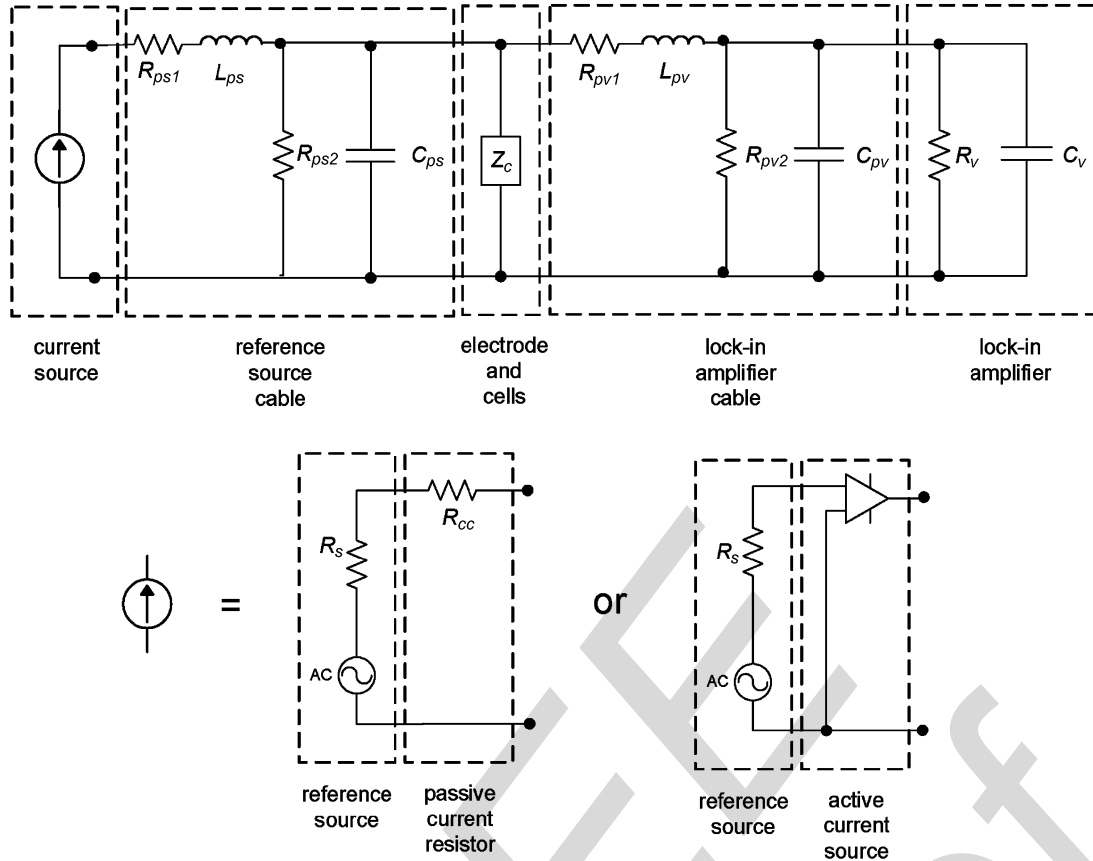 R_ps1
L_ps
R_ps2
C_ps
Z_c
R_pv1
L_pv
R_pv2
C_pv
R_v
C_v
current
source
reference
source
cable
electrode
and
cells
lock-in
amplifier
cable
lock-in
amplifier
=
R_s
AC
R_cc
reference
source
passive
current
resistor
or
R_s
AC
reference
source
active
current
source